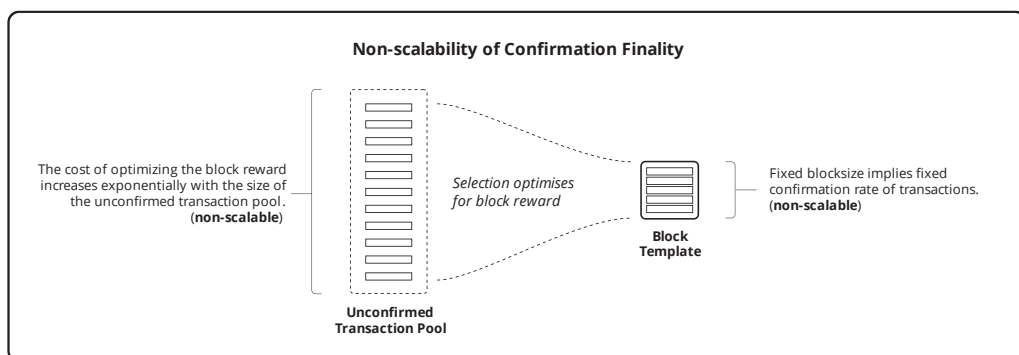 Non-scalability of Confirmation Finality
The cost of optimizing the block reward
increases exponentially with the size of
the unconfirmed transaction pool.
(non-scalable)
Selection optimises
for block reward
Fixed blocksize implies fixed
confirmation rate of transactions.
(non-scalable)
Block
Template
Unconfirmed
Transaction Pool